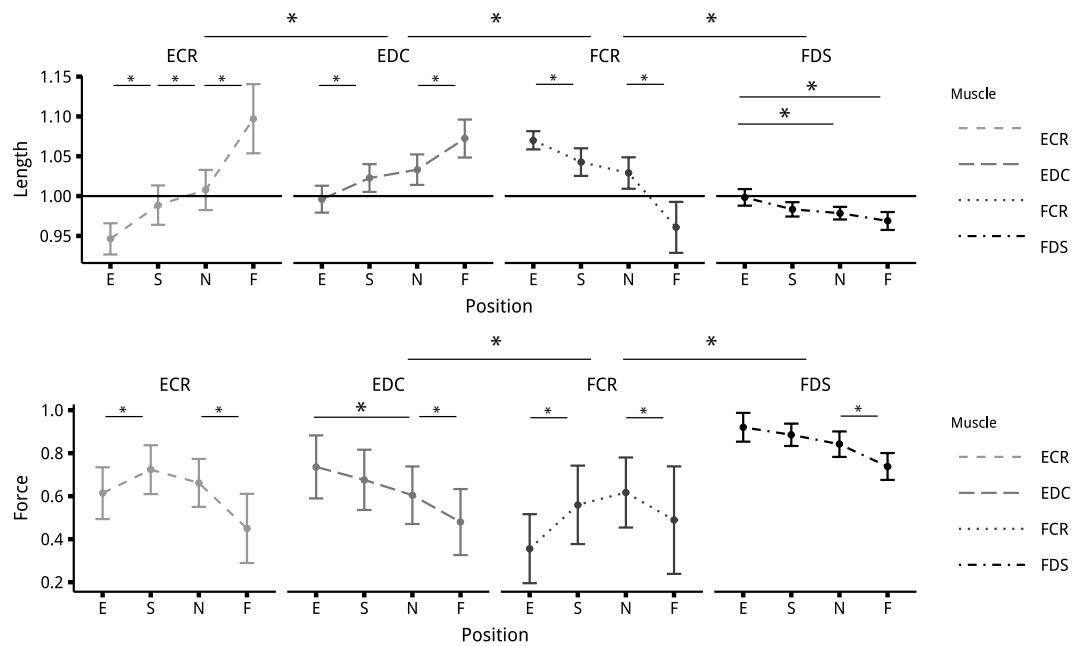 * * *
ECR EDC FCR FDS
* * * * * * *
1.15
*
1.10
*
1.05
1.00
0.95
Length
E S N F E S N F E S N F E S N F
Position
Muscle
ECR
EDC
FCR
FDS
* *
ECR EDC FCR FDS
* * * * * * *
1.0
0.8
0.6
0.4
0.2
Force
E S N F E S N F E S N F E S N F
Position
Muscle
ECR
EDC
FCR
FDS